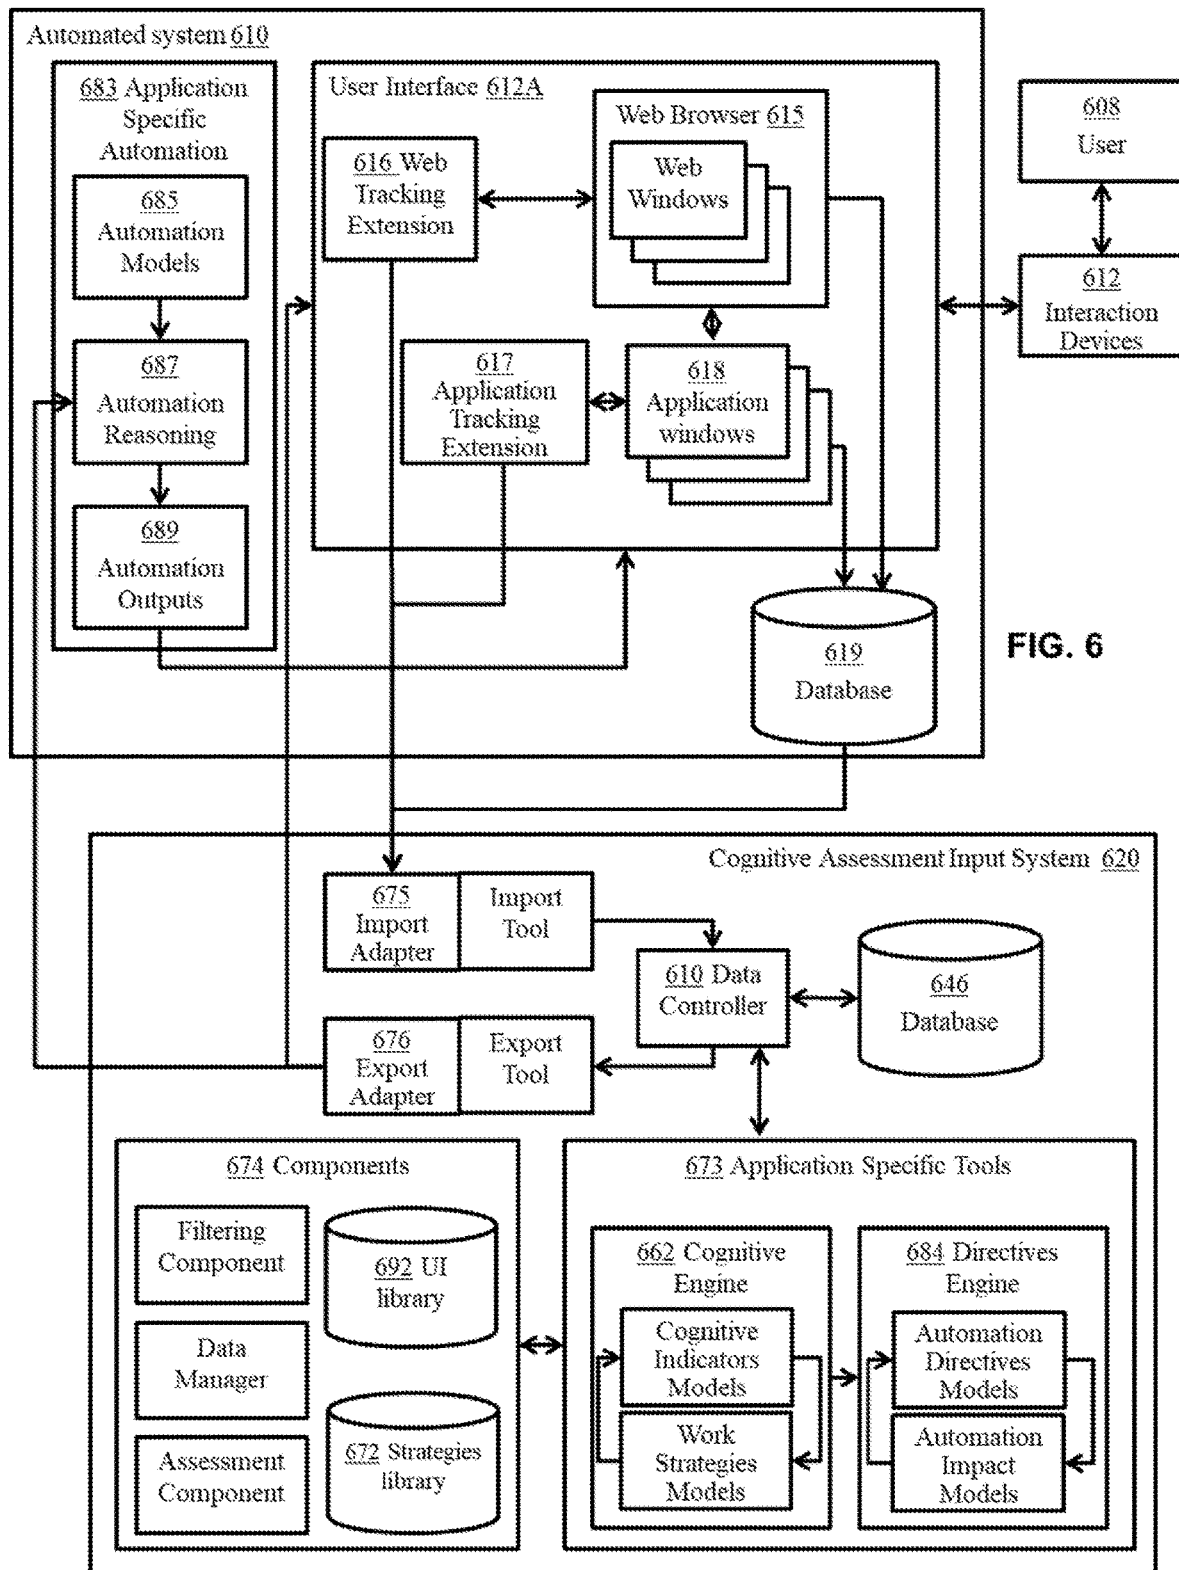 Automated system 610
683 Application
Specific
Automation
685
Automation
Models
687
Automation
Reasoning
689
Automation
Outputs
User Interface 612A
616 Web
Tracking
Extension
Web Browser 615
Web
Windows
617
Application
Tracking
Extension
618
Application
windows
619
Database
608
User
612
Interaction
Devices
FIG. 6
Cognitive Assessment Input System 620
675
Import
Adapter
Import
Tool
610 Data
Controller
646
Database
676
Export
Adapter
Export
Tool
674 Components
Filtering
Component
Data
Manager
Assessment
Component
692 UI
library
672 Strategies
library
673 Application Specific Tools
662 Cognitive
Engine
Cognitive
Indicators
Models
Work
Strategies
Models
684 Directives
Engine
Automation
Directives
Models
Automation
Impact
Models